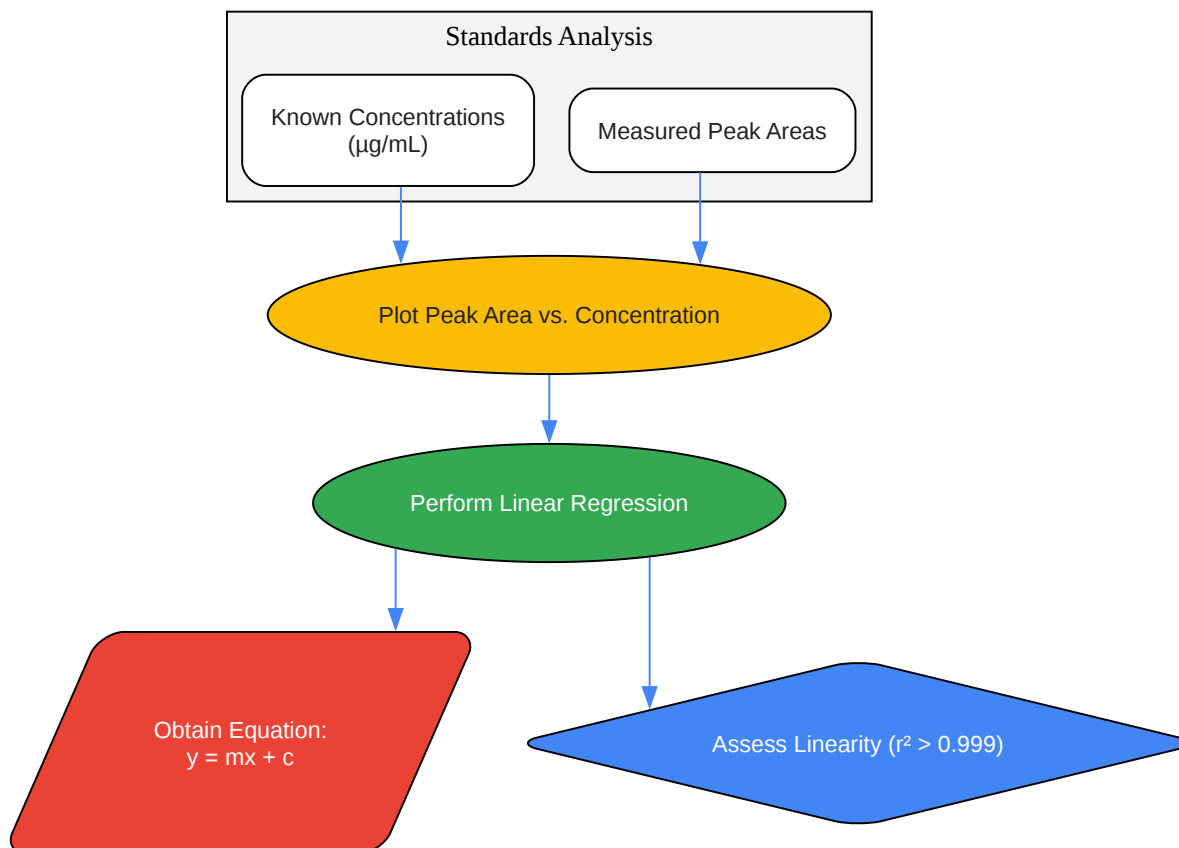 Standards Analysis
Known Concentrations
(µg/mL)
Measured Peak Areas
Plot Peak Area vs. Concentration
Perform Linear Regression
Obtain Equation:
y = mx + c
Assess Linearity (r² > 0.999)